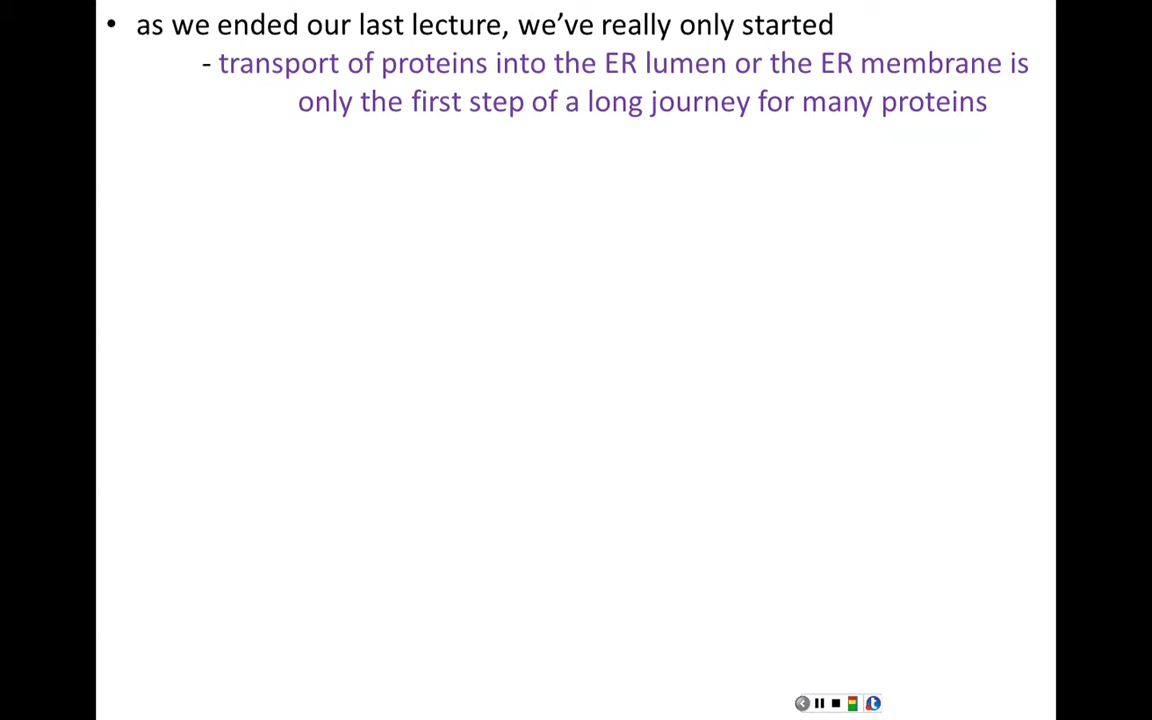 • as we ended our last lecture, we’ve really only started
- transport of proteins into the ER lumen or the ER membrane is
only the first step of a long journey for many proteins